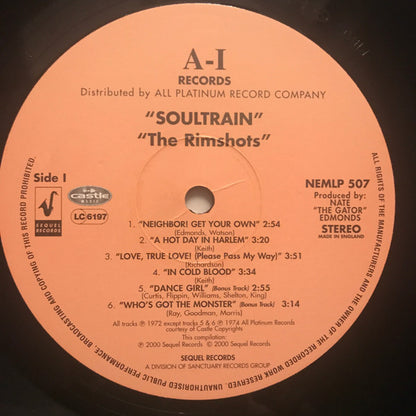 A-I
RECORDS
Distributed by ALL PLATINUM RECORD COMPANY
"SOULTRAIN"
"The Rimshots"
Side I
SEQUEL
RECORDS
castle
MUSIC
LC 6197
NEMLP 507
Produced by:
NATE
"THE GATOR"
EDMONDS
STEREO
MADE IN ENGLAND
1. "NEIGHBOR! GET YOUR OWN" 2:54
(Edmonds, Watson)
2. "A HOT DAY IN HARLEM" 3:20
(Keith)
3. "LOVE, TRUE LOVE! (Please Pass My Way)" 3:51
(Richardson)
4. "IN COLD BLOOD" 3:34
(Keith)
5. "DANCE GIRL" (Bonus Track) 2:55
(Curtis, Flippin, Williams, Shelton, King)
6. "WHO'S GOT THE MONSTER" (Bonus Track) 3:14
(Ray, Goodman, Morris)
All tracks ℗ 1972 except tracks 5 & 6 ℗ 1974 All Platinum Records
courtesy of Castle Copyrights
This compilation:
℗ 2000 Sequel Records © 2000 Sequel Records
SEQUEL RECORDS
A DIVISION OF SANCTUARY RECORDS GROUP
ALL RIGHTS OF THE MANUFACTURERS AND THE OWNER OF THE RECORDED WORK RESERVED. UNAUTHORISED PUBLIC PERFORMANCE, BROADCASTING AND COPYING OF THIS RECORD PROHIBITED.